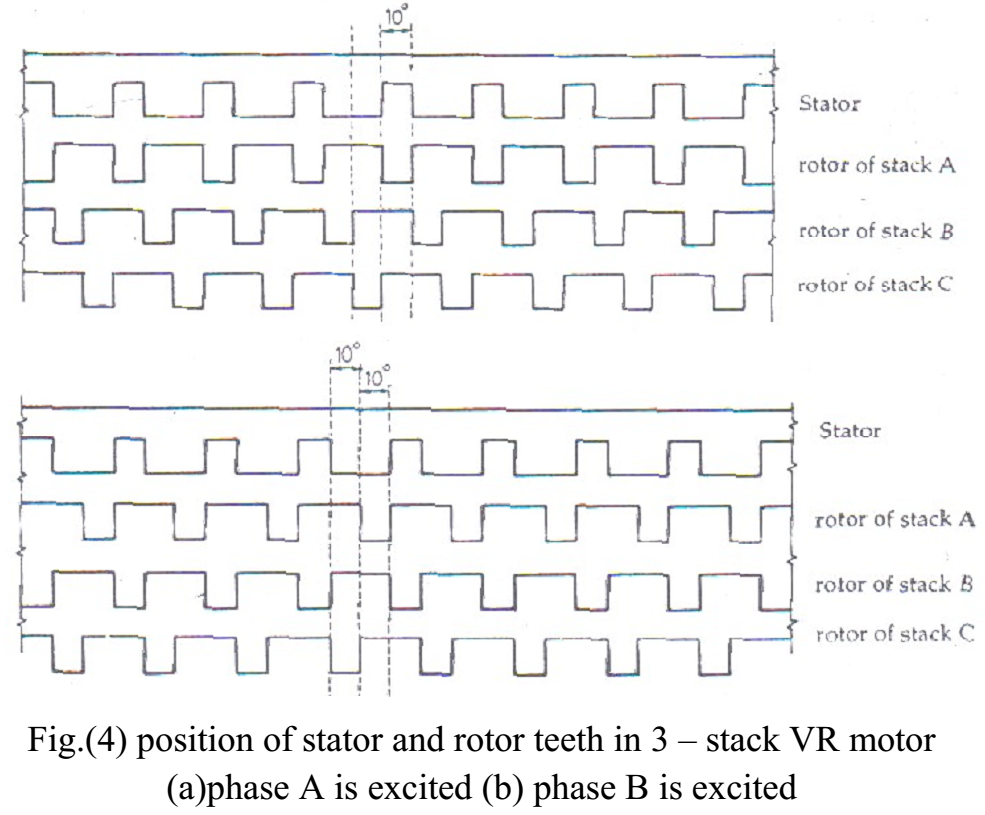 10°
Stator
rotor of stack A
rotor of stack B
rotor of stack C
10°
10°
Stator
rotor of stack A
rotor of stack B
rotor of stack C
Fig.(4) position of stator and rotor teeth in 3 – stack VR motor
(a)phase A is excited (b) phase B is excited